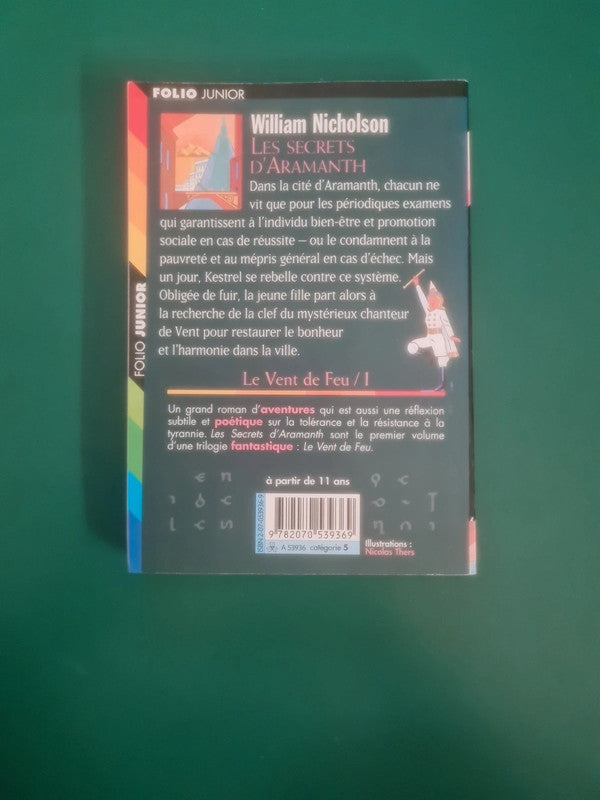 FOLIO JUNIOR
William Nicholson
LES SECRETS
D'ARAMANTH
Dans la cité d'Aramanth, chacun ne
vit que pour les périodiques examens
qui garantissent à l'individu bien-être et promotion
sociale en cas de réussite – ou le condamnent à la
pauvreté et au mépris général en cas d'échec. Mais
un jour, Kestrel se rebelle contre ce système.
Obligée de fuir, la jeune fille part alors à
la recherche de la clef du mystérieux chanteur
de Vent pour restaurer le bonheur
et l'harmonie dans la ville.
FOLIO JUNIOR
Le Vent de Feu / I
Un grand roman d'aventures qui est aussi une réflexion
subtile et poétique sur la tolérance et la résistance à la
tyrannie. Les Secrets d'Aramanth sont le premier volume
d'une trilogie fantastique : Le Vent de Feu.
à partir de 11 ans
ISBN 2-07-053936-9
9 782070 539369
A 53936 catégorie 5
Illustrations :
Nicolas Thers